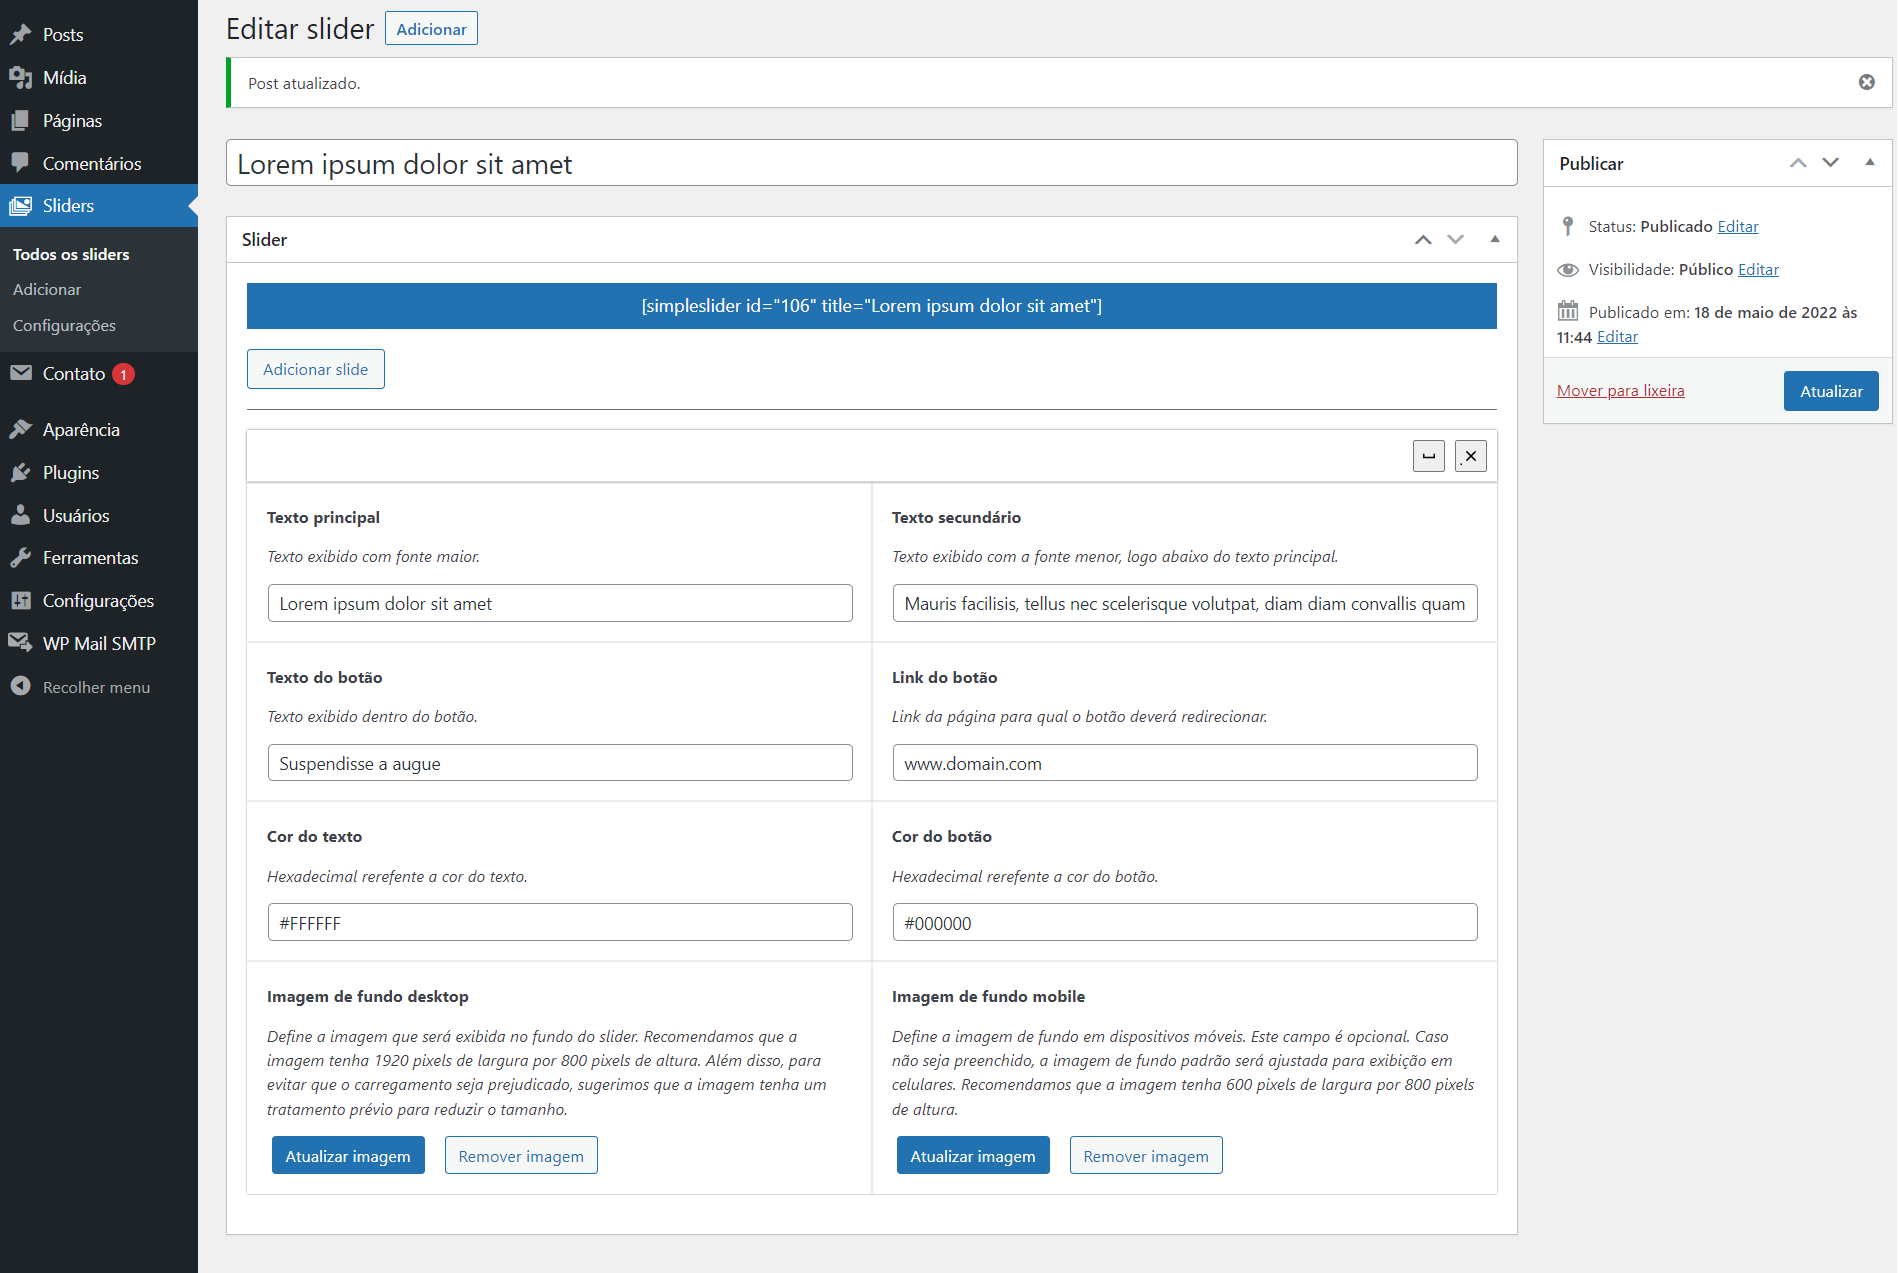 Posts
Mídia
Páginas
Comentários
Sliders
Todos os sliders
Adicionar
Configurações
Contato 1
Aparência
Plugins
Usuários
Ferramentas
Configurações
WP Mail SMTP
Recolher menu
Editar slider Adicionar
Post atualizado.
Lorem ipsum dolor sit amet
Slider
[simpleslider id="106" title="Lorem ipsum dolor sit amet"]
Adicionar slide
Texto principal
Texto exibido com fonte maior.
Lorem ipsum dolor sit amet
Texto secundário
Texto exibido com a fonte menor, logo abaixo do texto principal.
Mauris facilisis, tellus nec scelerisque volutpat, diam diam convallis quam
Texto do botão
Texto exibido dentro do botão.
Suspendisse a augue
Link do botão
Link da página para qual o botão deverá redirecionar.
www.domain.com
Cor do texto
Hexadecimal rerefente a cor do texto.
#FFFFFF
Cor do botão
Hexadecimal rerefente a cor do botão.
#000000
Imagem de fundo desktop
Define a imagem que será exibida no fundo do slider. Recomendamos que a
imagem tenha 1920 pixels de largura por 800 pixels de altura. Além disso, para
evitar que o carregamento seja prejudicado, sugerimos que a imagem tenha um
tratamento prévio para reduzir o tamanho.
Atualizar imagem Remover imagem
Imagem de fundo mobile
Define a imagem de fundo em dispositivos móveis. Este campo é opcional. Caso
não seja preenchido, a imagem de fundo padrão será ajustada para exibição em
celulares. Recomendamos que a imagem tenha 600 pixels de largura por 800 pixels
de altura.
Atualizar imagem Remover imagem
Publicar
Status: Publicado Editar
Visibilidade: Público Editar
Publicado em: 18 de maio de 2022 às
11:44 Editar
Mover para lixeira Atualizar